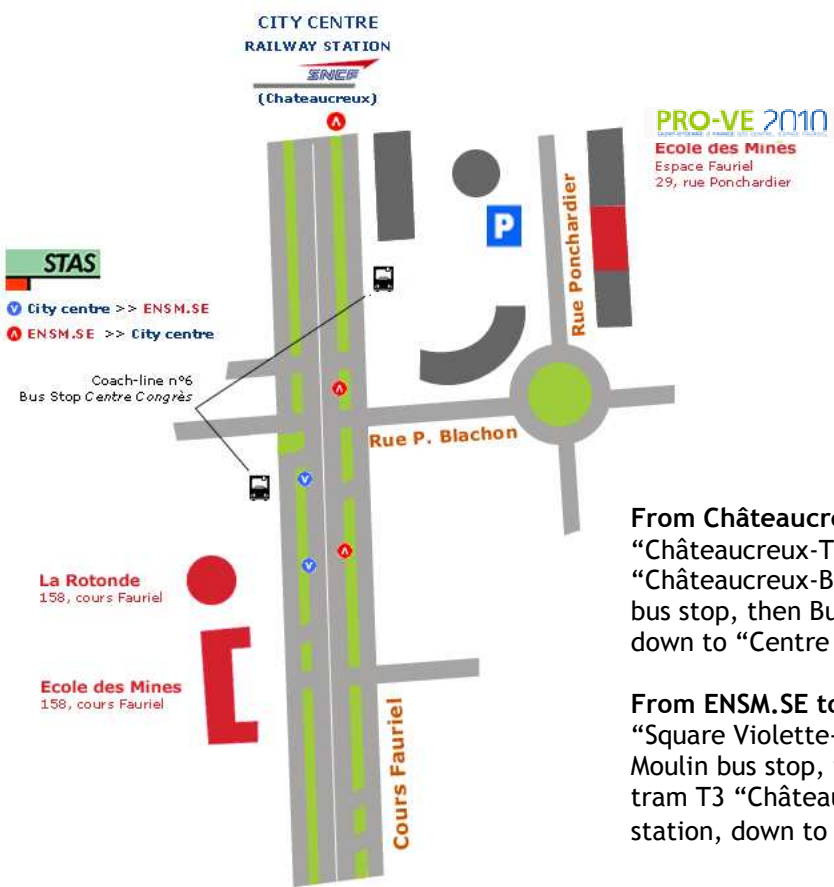 CITY CENTRE
RAILWAY STATION
SNCF
(Chateaucreux)
PRO-VE 2010
Ecole des Mines
Espace Fauriel
29, rue Ponchardier
P
Rue Ponchardier
STAS
City centre >> ENSM.SE
ENSM.SE >> City centre
Coach-line n°6
Bus Stop Centre Congrès
Rue P. Blachon
La Rotonde
158, cours Fauriel
Ecole des Mines
158, cours Fauriel
Cours Fauriel
From Châteaucre
“Châteaucreux-T
“Châteaucreux-B
bus stop, then Bu
down to “Centre
From ENSM.SE to
“Square Violette-
Moulin bus stop,
tram T3 “Château
station, down to